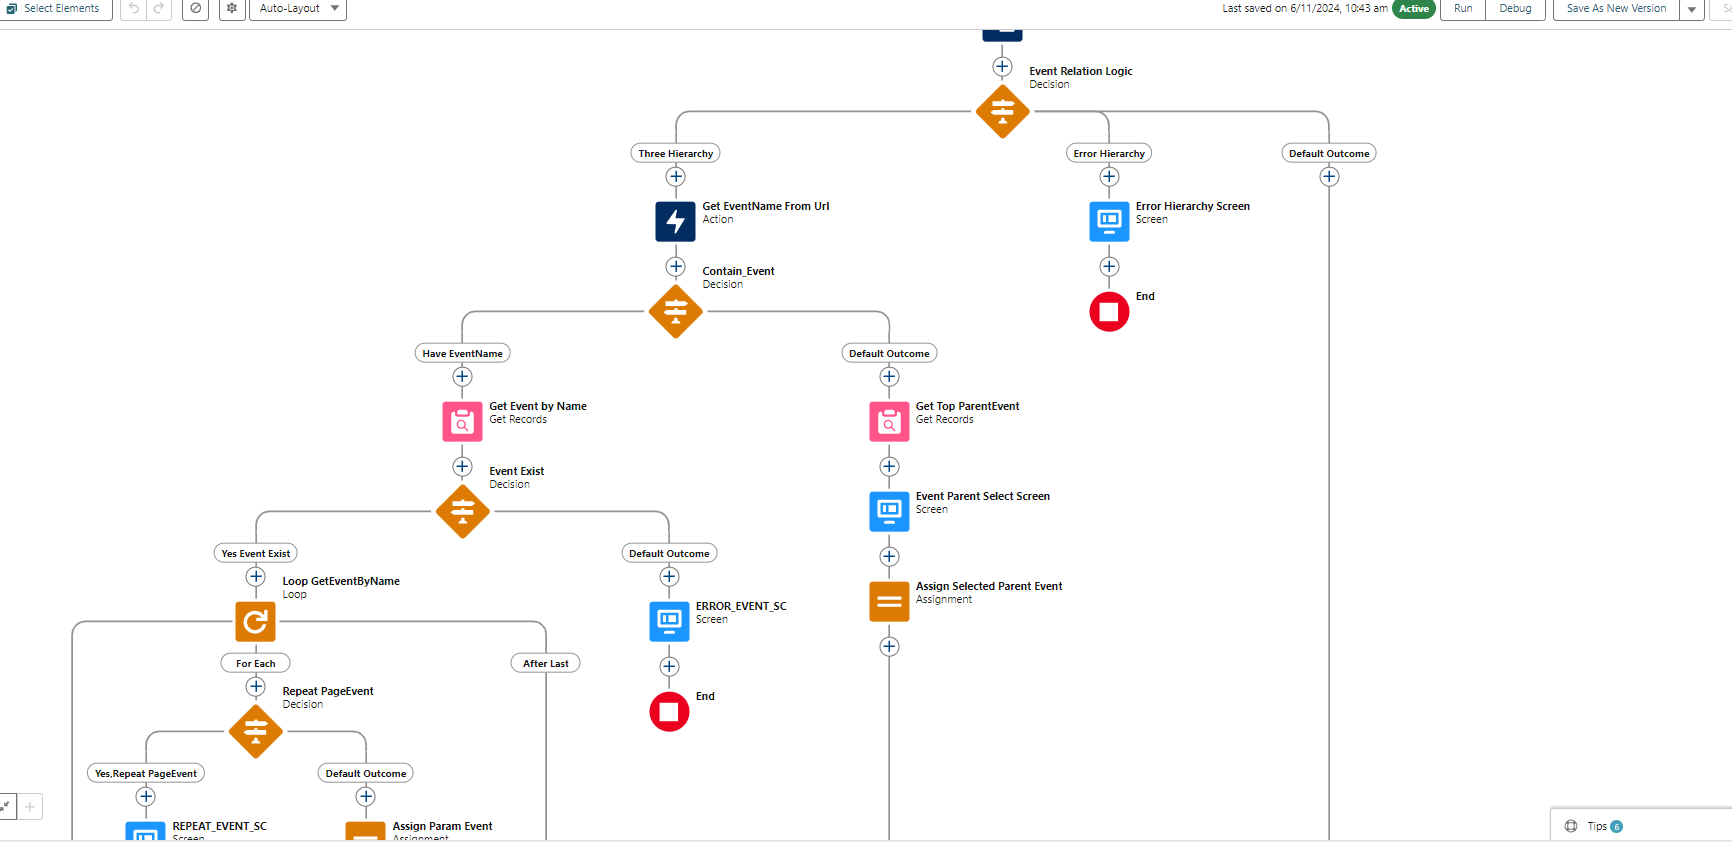 Select Elements
Auto-Layout
Last saved on 6/11/2024, 10:43 am
Active
Run
Debug
Save As New Version
Event Relation Logic
Decision
Three Hierarchy
Error Hierarchy
Default Outcome
Get EventName From Url
Action
Error Hierarchy Screen
Screen
Contain_Event
Decision
End
Have EventName
Default Outcome
Get Event by Name
Get Records
Get Top ParentEvent
Get Records
Event Exist
Decision
Event Parent Select Screen
Screen
Yes Event Exist
Default Outcome
Loop GetEventByName
Loop
Assign Selected Parent Event
Assignment
ERROR_EVENT_SC
Screen
For Each
After Last
Repeat PageEvent
Decision
End
Yes,Repeat PageEvent
Default Outcome
REPEAT_EVENT_SC
Screen
Assign Param Event
Assignment
Tips 6